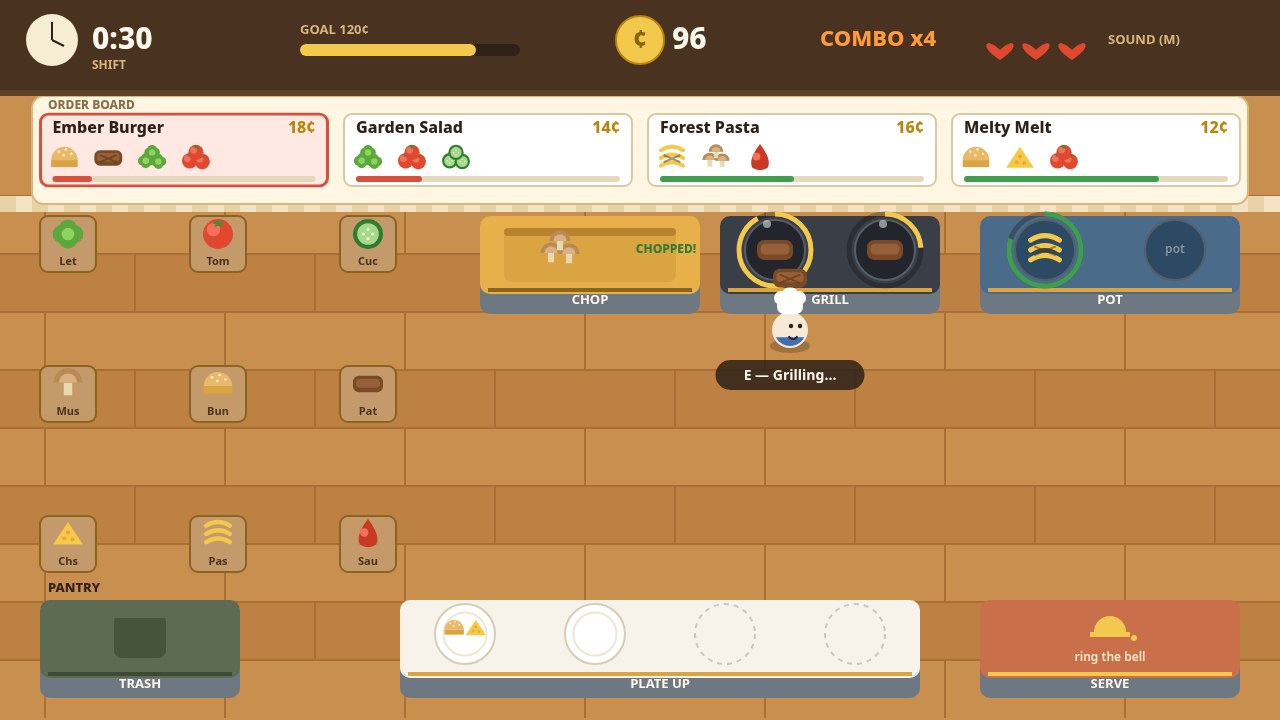 0:30
SHIFT
GOAL 120¢
¢ 96
COMBO x4
SOUND (M)
ORDER BOARD
Ember Burger 18¢
Garden Salad 14¢
Forest Pasta 16¢
Melty Melt 12¢
Let
Tom
Cuc
CHOPPED!
CHOP
GRILL
pot
POT
E — Grilling...
Mus
Bun
Pat
Chs
Pas
Sau
PANTRY
TRASH
PLATE UP
ring the bell
SERVE